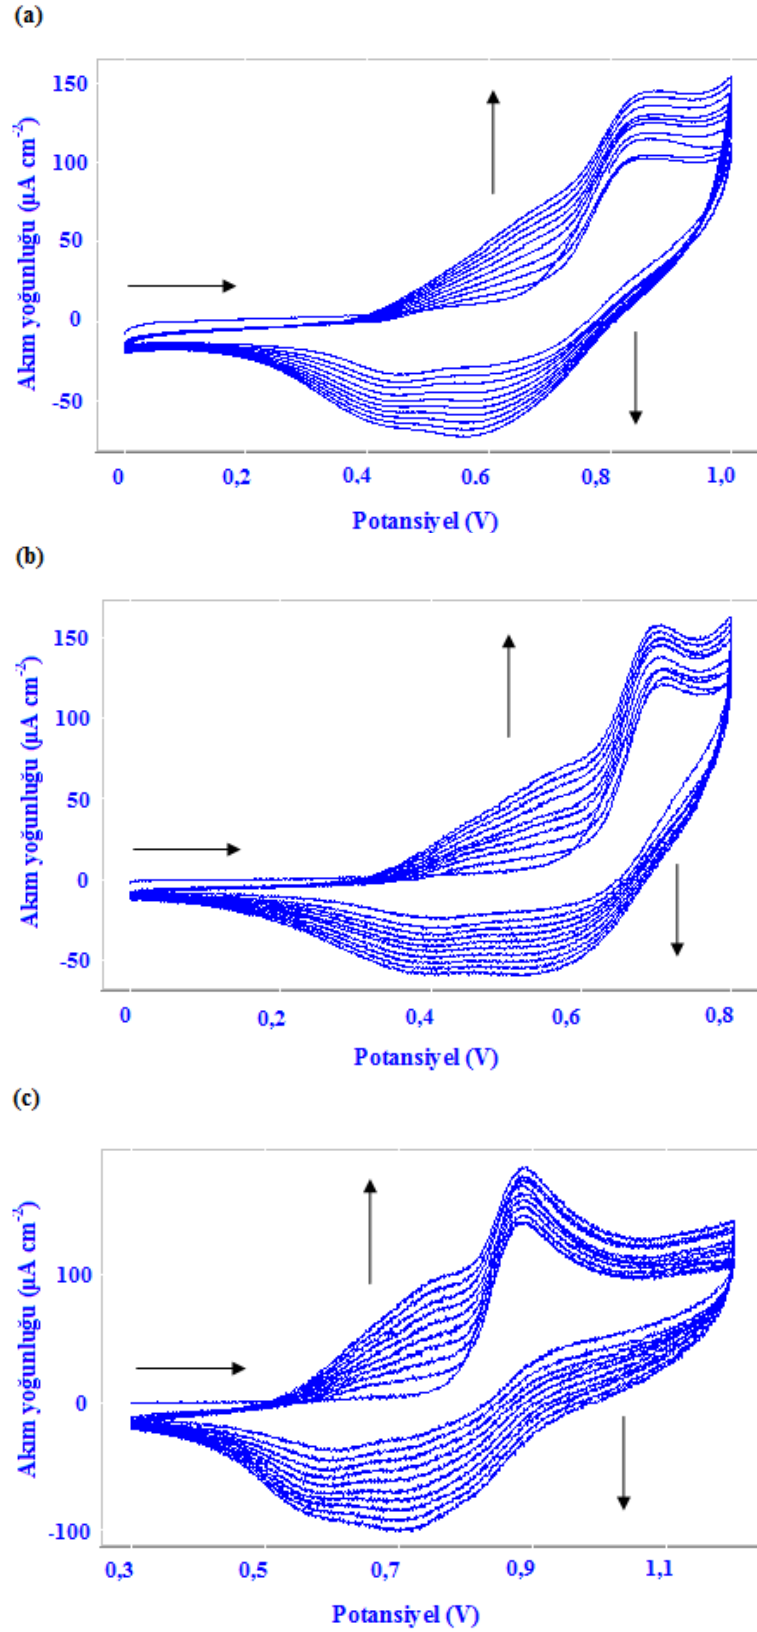 (a)
Akım yoğunluğu (µA cm-2)
150
100
50
0
-50
0 0,2 0,4 0.6 0,8 1,0
Potansiyel (V)
(b)
Akım yoğunluğu (µA cm-2)
150
100
50
0
-50
0 0,2 0,4 0,6 0,8
Potansiyel (V)
(c)
Akım yoğunluğu (µA cm-2)
100
0
-100
0,3 0,5 0,7 0,9 1,1
Potansiyel (V)